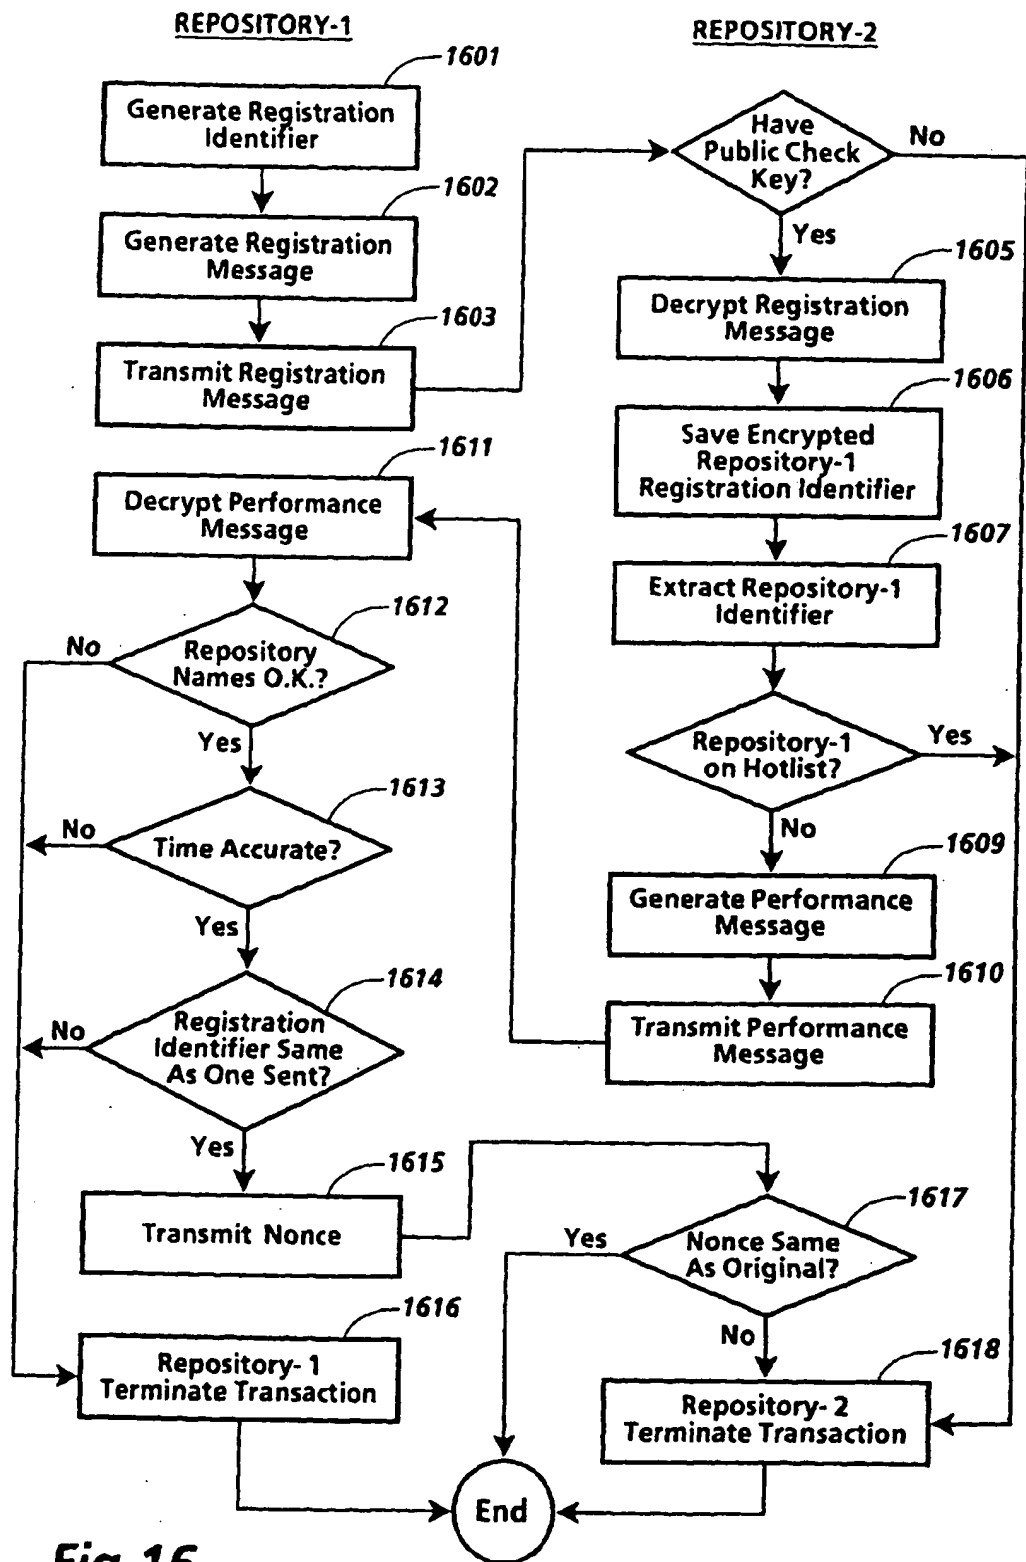 REPOSITORY-1
1601
Generate Registration
Identifier
1602
Generate Registration
Message
1603
Transmit Registration
Message
1611
Decrypt Performance
Message
1612
No
Repository
Names O.K.?
Yes
1613
No
Time Accurate?
Yes
1614
No
Registration
Identifier Same
As One Sent?
Yes
1615
Transmit Nonce
1616
Repository- 1
Terminate Transaction
REPOSITORY-2
Have
Public Check
Key?
No
Yes
1605
Decrypt Registration
Message
1606
Save Encrypted
Repository-1
Registration Identifier
1607
Extract Repository-1
Identifier
Repository-1
on Hotlist?
Yes
No
1609
Generate Performance
Message
1610
Transmit Performance
Message
1617
Yes
Nonce Same
As Original?
No
1618
Repository- 2
Terminate Transaction
End
Fig. 16